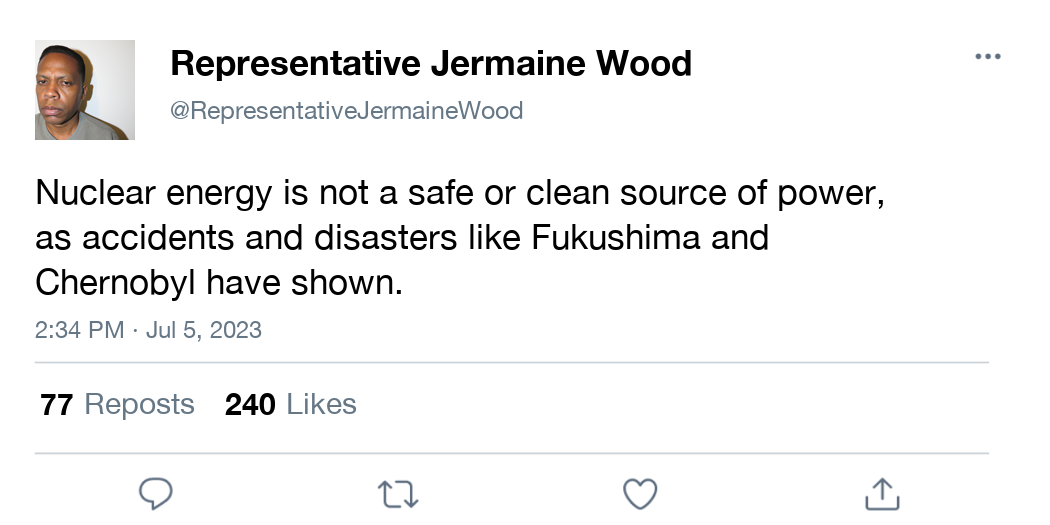 Representative Jermaine Wood
@RepresentativeJermaineWood
Nuclear energy is not a safe or clean source of power,
as accidents and disasters like Fukushima and
Chernobyl have shown.
2:34 PM · Jul 5, 2023
77 Reposts 240 Likes